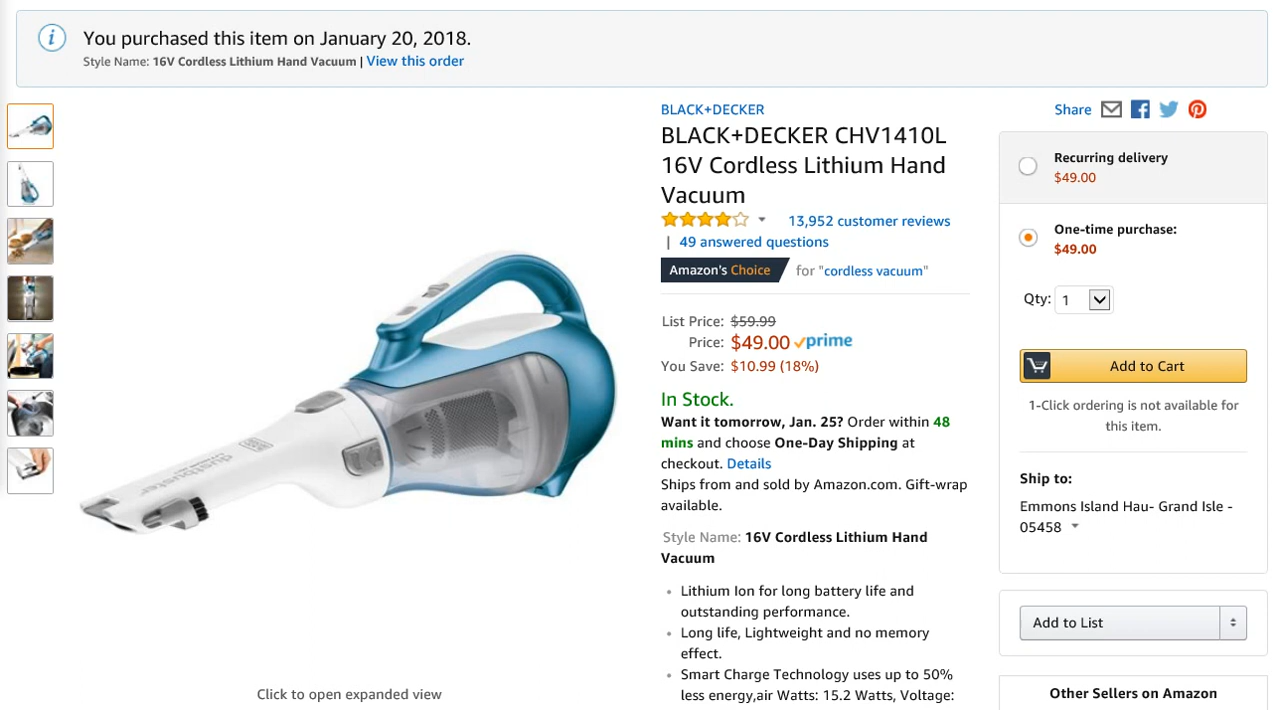 You purchased this item on January 20, 2018.
Style Name: 16V Cordless Lithium Hand Vacuum | View this order
BLACK+DECKER
BLACK+DECKER CHV1410L
16V Cordless Lithium Hand
Vacuum
13,952 customer reviews
| 49 answered questions
Amazon's Choice for "cordless vacuum"
List Price: $59.99
Price: $49.00 prime
You Save: $10.99 (18%)
In Stock.
Want it tomorrow, Jan. 25? Order within 48
mins and choose One-Day Shipping at
checkout. Details
Ships from and sold by Amazon.com. Gift-wrap
available.
Style Name: 16V Cordless Lithium Hand
Vacuum
• Lithium Ion for long battery life and
outstanding performance.
• Long life, Lightweight and no memory
effect.
• Smart Charge Technology uses up to 50%
less energy,air Watts: 15.2 Watts, Voltage:
dustbuster
Click to open expanded view
Share
Recurring delivery
$49.00
One-time purchase:
$49.00
Qty: 1
Add to Cart
1-Click ordering is not available for
this item.
Ship to:
Emmons Island Hau- Grand Isle -
05458
Add to List
Other Sellers on Amazon